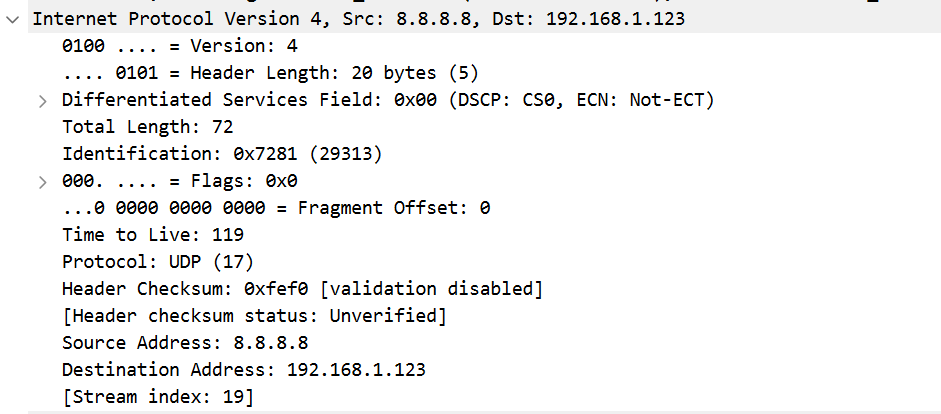 Internet Protocol Version 4, Src: 8.8.8.8, Dst: 192.168.1.123
0100 .... = Version: 4
.... 0101 = Header Length: 20 bytes (5)
Differentiated Services Field: 0x00 (DSCP: CS0, ECN: Not-ECT)
Total Length: 72
Identification: 0x7281 (29313)
000. .... = Flags: 0x0
...0 0000 0000 0000 = Fragment Offset: 0
Time to Live: 119
Protocol: UDP (17)
Header Checksum: 0xfef0 [validation disabled]
[Header checksum status: Unverified]
Source Address: 8.8.8.8
Destination Address: 192.168.1.123
[Stream index: 19]